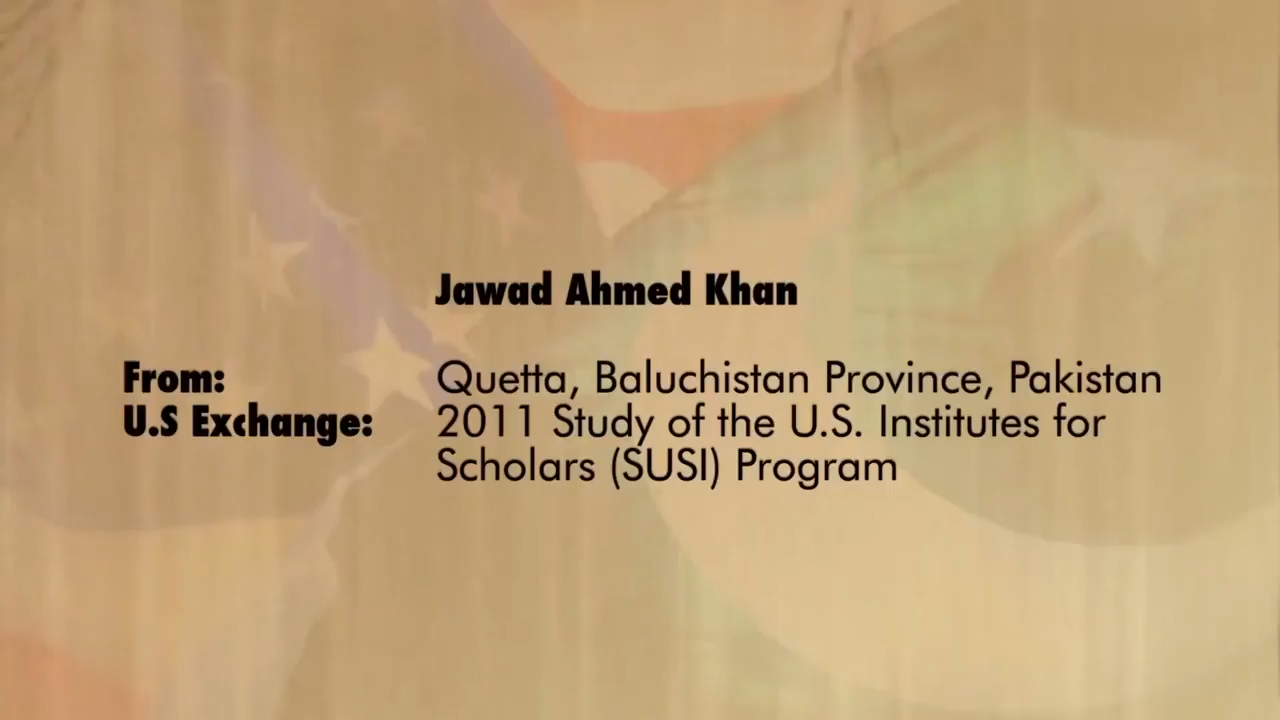 Jawad Ahmed Khan
From: Quetta, Baluchistan Province, Pakistan
U.S Exchange: 2011 Study of the U.S. Institutes for
Scholars (SUSI) Program